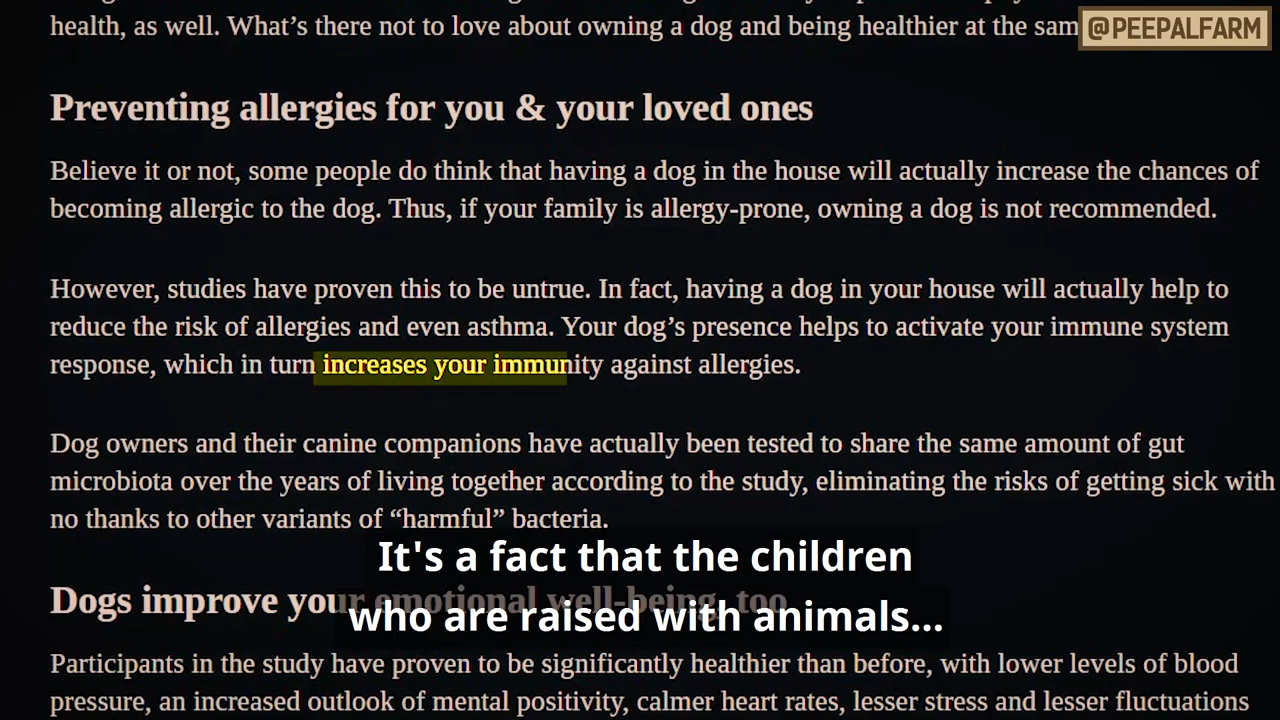 health, as well. What's there not to love about owning a dog and being healthier at the sam
@PEEPALFARM
Preventing allergies for you & your loved ones
Believe it or not, some people do think that having a dog in the house will actually increase the chances of
becoming allergic to the dog. Thus, if your family is allergy-prone, owning a dog is not recommended.
However, studies have proven this to be untrue. In fact, having a dog in your house will actually help to
reduce the risk of allergies and even asthma. Your dog's presence helps to activate your immune system
response, which in turn increases your immunity against allergies.
Dog owners and their canine companions have actually been tested to share the same amount of gut
microbiota over the years of living together according to the study, eliminating the risks of getting sick with
no thanks to other variants of “harmful” bacteria.
It's a fact that the children
Dogs improve your emotional well-being, too
who are raised with animals...
Participants in the study have proven to be significantly healthier than before, with lower levels of blood
pressure, an increased outlook of mental positivity, calmer heart rates, lesser stress and lesser fluctuations